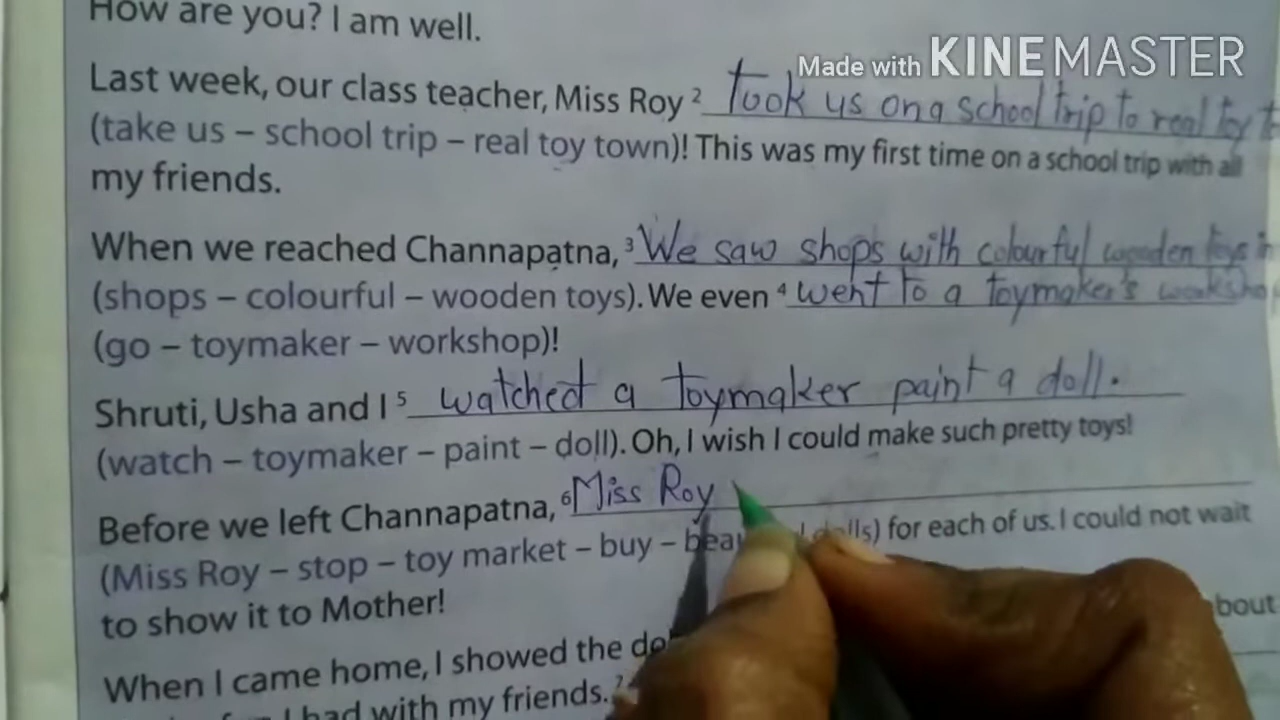 How are you? I am well.
Made with KINEMASTER
Last week, our class teacher, Miss Roy ² took us on a school trip to real toy
(take us – school trip – real toy town)! This was my first time on a school trip with all
my friends.
When we reached Channapatna, ³ We saw shops with colourful wooden toys in
(shops – colourful – wooden toys). We even ⁴ went to a toymaker's
(go – toymaker – workshop)!
Shruti, Usha and I ⁵ watched a toymaker paint a doll.
(watch – toymaker – paint – doll). Oh, I wish I could make such pretty toys!
Before we left Channapatna, ⁶ Miss Roy
(Miss Roy – stop – toy market – buy – dolls) for each of us. I could not wait
to show it to Mother!
about
When I came home, I showed the
I had with my friends. ⁷